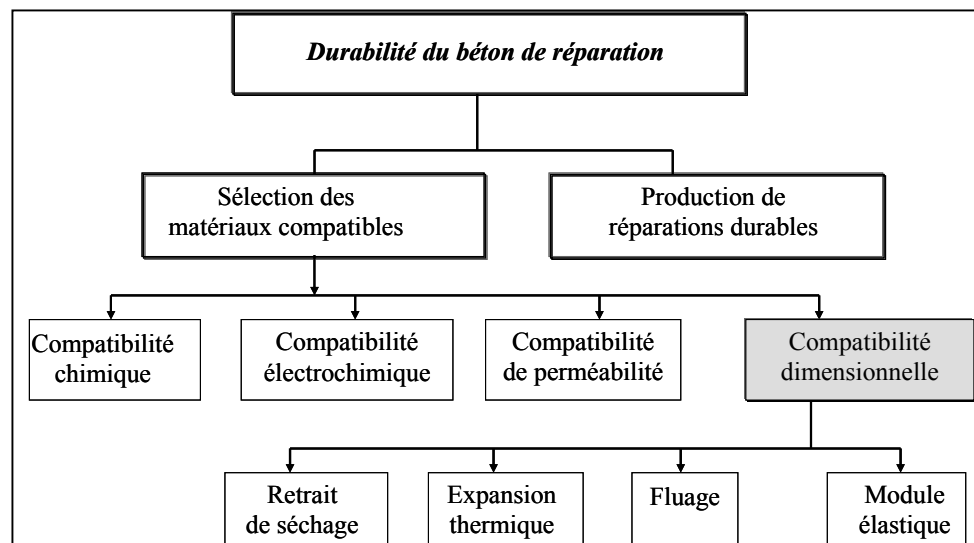 Durabilité du béton de réparation
Sélection des
matériaux compatibles
Production de
réparations durables
Compatibilité
chimique
Compatibilité
électrochimique
Compatibilité
de perméabilité
Compatibilité
dimensionnelle
Retrait
de séchage
Expansion
thermique
Fluage
Module
élastique